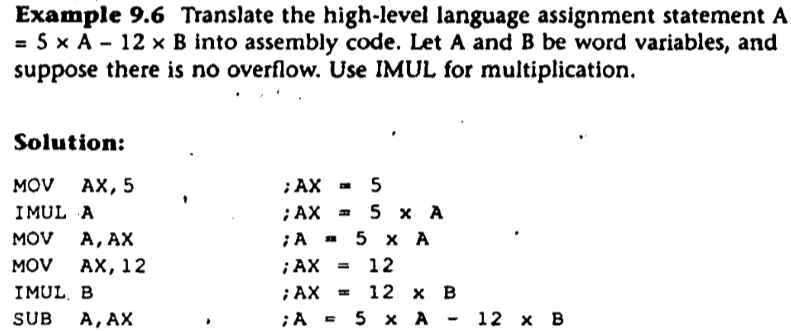 Example 9.6 Translate the high-level language assignment statement A
= 5 × A – 12 × B into assembly code. Let A and B be word variables, and
suppose there is no overflow. Use IMUL for multiplication.
Solution:
MOV AX, 5 ;AX = 5
IMUL A ;AX = 5 x A
MOV A, AX ;A = 5 x A
MOV AX, 12 ;AX = 12
IMUL B ;AX = 12 x B
SUB A, AX ;A = 5 x A - 12 x B